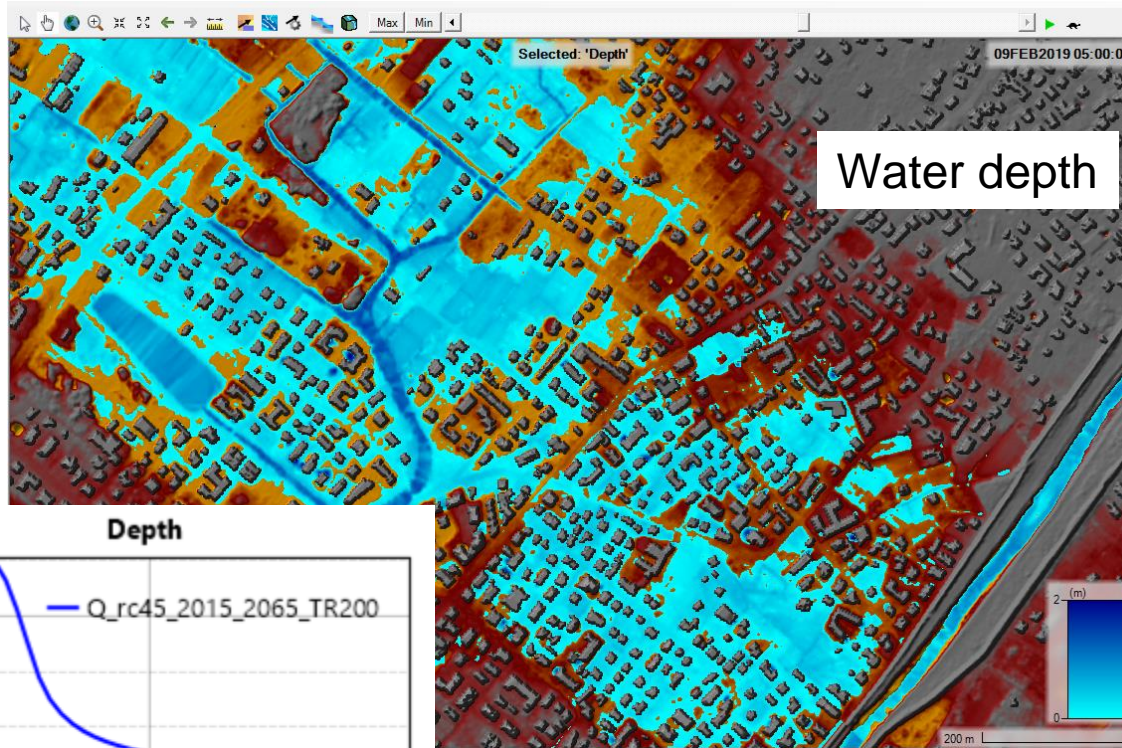 Max Min
Selected: 'Depth'
09FEB2019 05:00:0
Water depth
Depth
Q_rc45_2015_2065_TR200
2
(m)
0
200 m